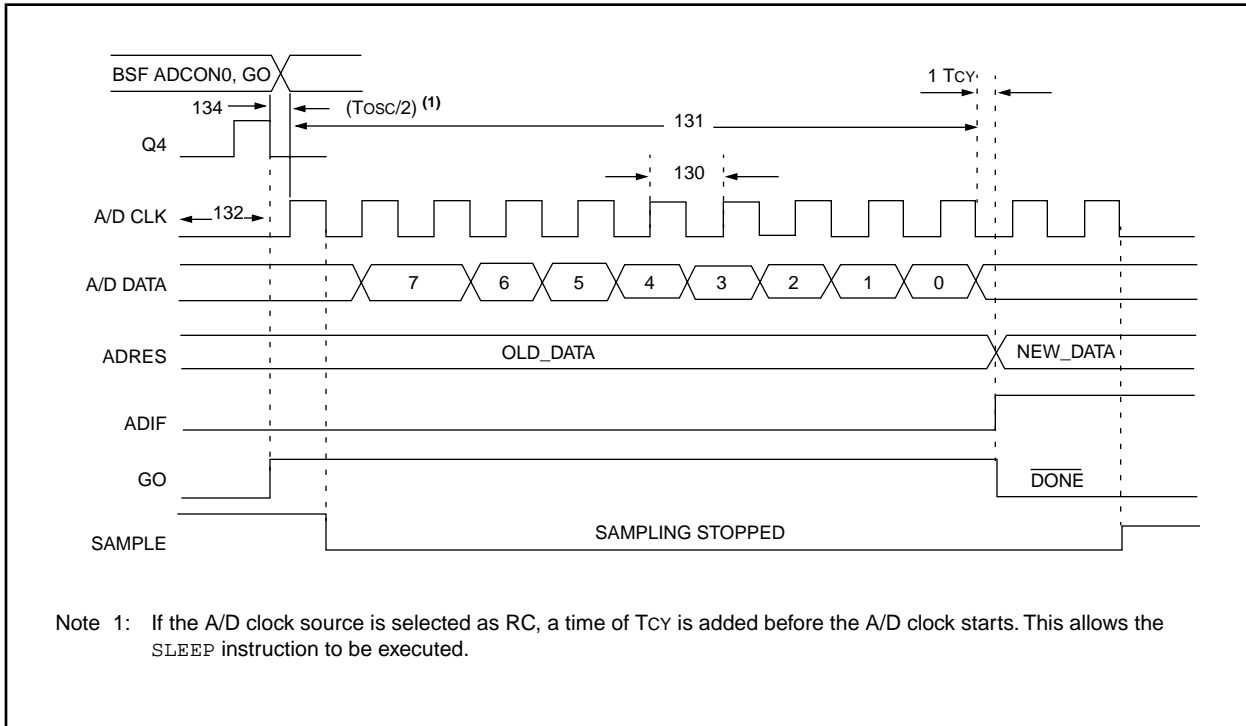 BSF ADCON0, GO
134
(TOSC/2) (1)
1 TCY
131
Q4
130
A/D CLK
132
A/D DATA
7
6
5
4
3
2
1
0
ADRES
OLD_DATA
NEW_DATA
ADIF
GO
DONE
SAMPLE
SAMPLING STOPPED
Note 1: If the A/D clock source is selected as RC, a time of TCY is added before the A/D clock starts. This allows the
SLEEP instruction to be executed.